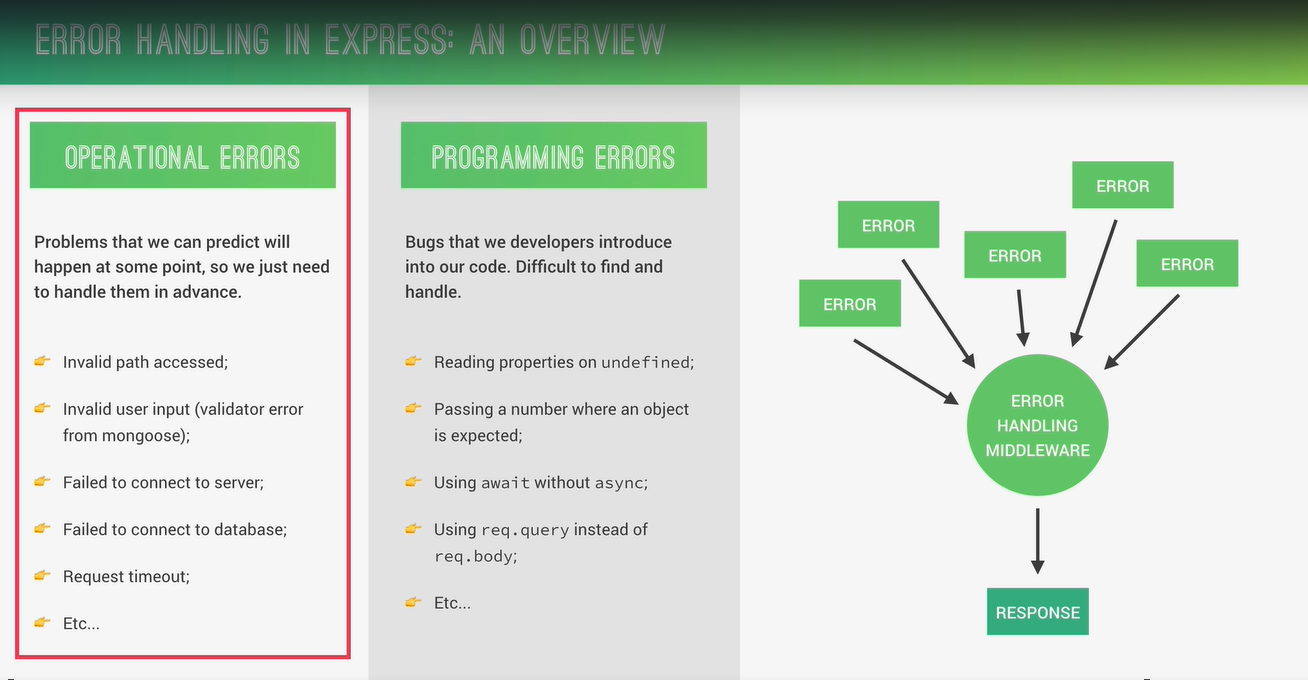 ERROR HANDLING IN EXPRESS: AN OVERVIEW
OPERATIONAL ERRORS
Problems that we can predict will
happen at some point, so we just need
to handle them in advance.
👉 Invalid path accessed;
👉 Invalid user input (validator error
from mongoose);
👉 Failed to connect to server;
👉 Failed to connect to database;
👉 Request timeout;
👉 Etc...
PROGRAMMING ERRORS
Bugs that we developers introduce
into our code. Difficult to find and
handle.
👉 Reading properties on undefined;
👉 Passing a number where an object
is expected;
👉 Using await without async;
👉 Using req.query instead of
req.body;
👉 Etc...
ERROR
ERROR
ERROR
ERROR
ERROR
ERROR
HANDLING
MIDDLEWARE
RESPONSE